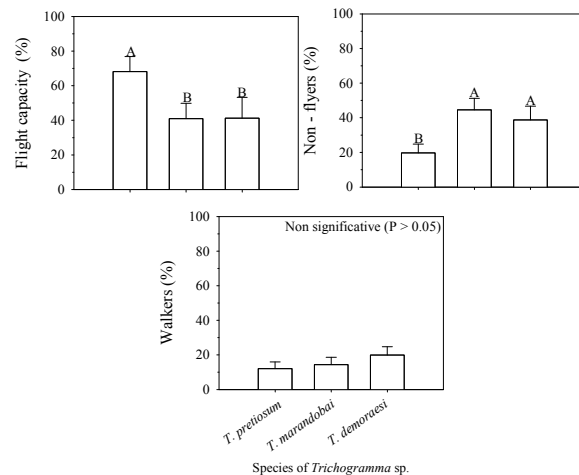 Flight capacity (%)
100
80
60
40
20
0
A
B
B
Non - flyers (%)
100
80
60
40
20
0
B
A
A
Walkers (%)
100
80
60
40
20
0
Non significative (P > 0.05)
T. pretiosum
T. marandobai
T. demoraesi
Species of Trichogramma sp.